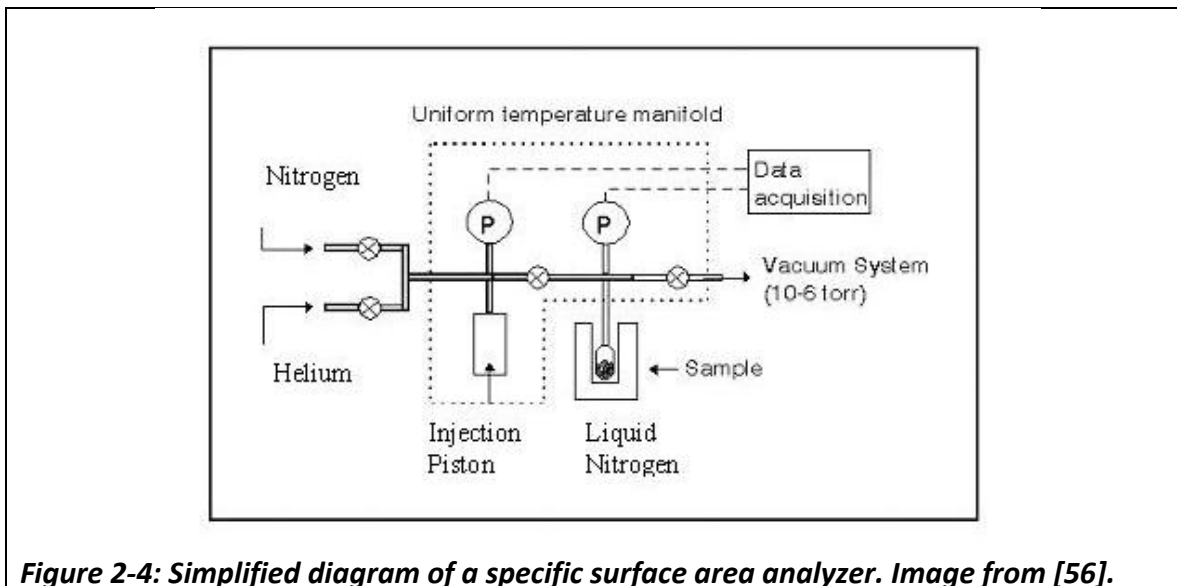 Uniform temperature manifold
Nitrogen
Data
acquisition
P
P
Vacuum System
(10-6 torr)
Helium
Sample
Injection
Piston
Liquid
Nitrogen
Figure 2-4: Simplified diagram of a specific surface area analyzer. Image from [56].